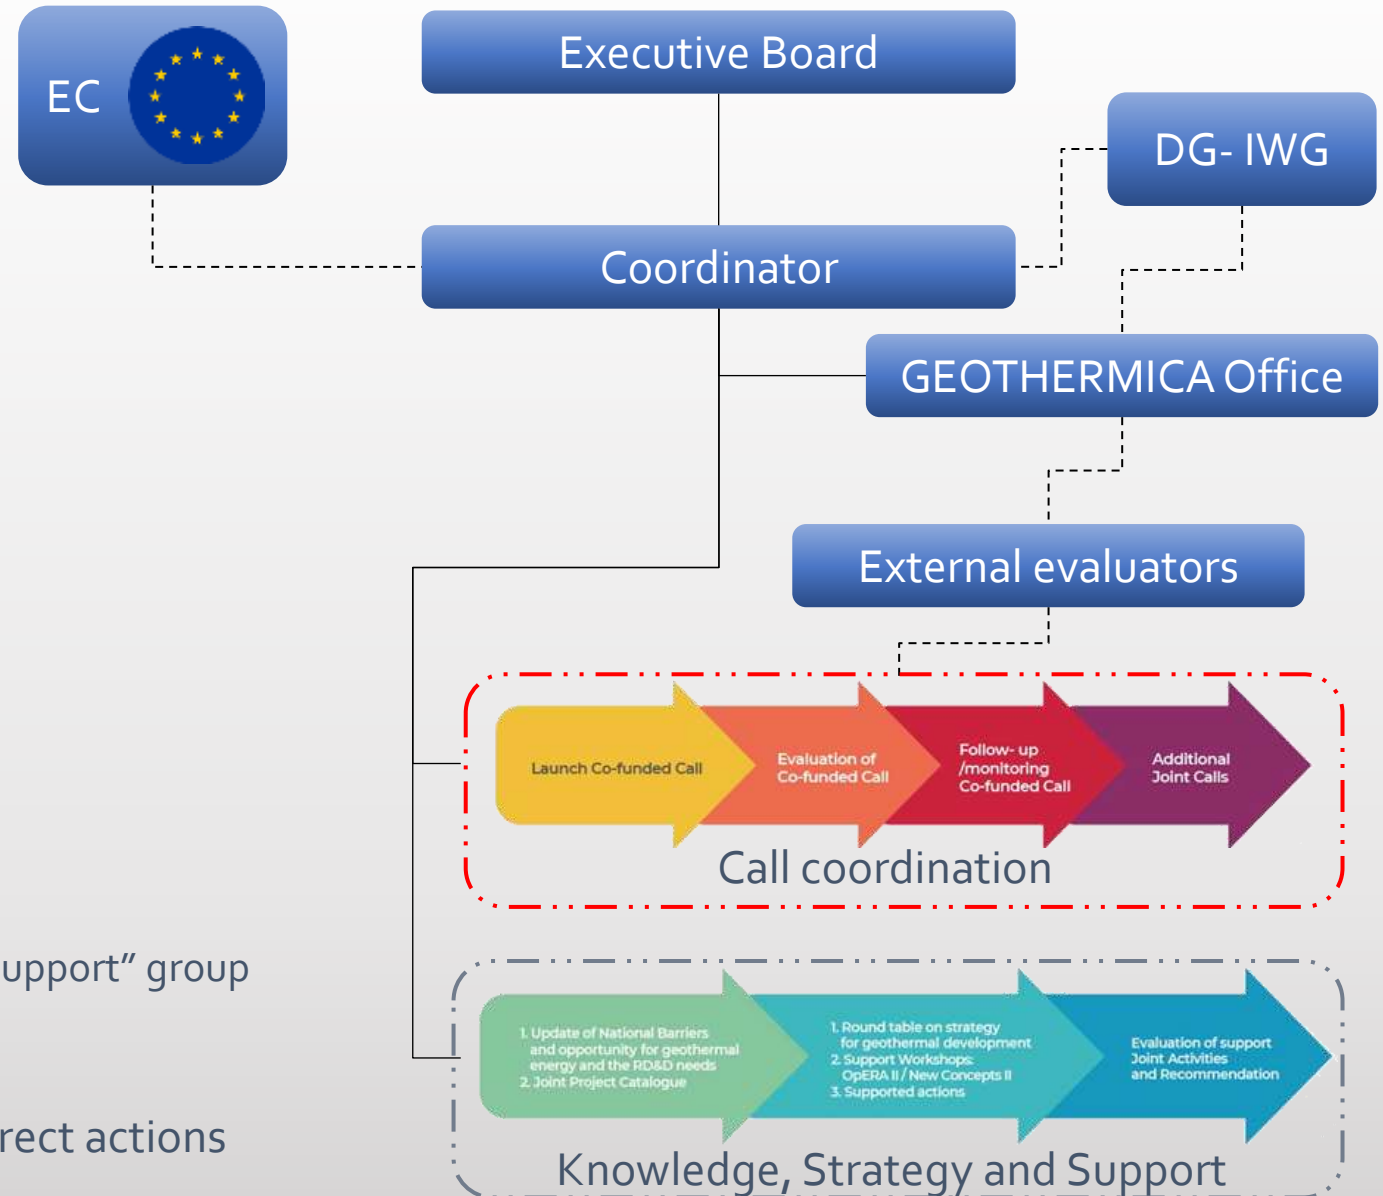 EC
Executive Board
DG- IWG
Coordinator
GEOTHERMICA Office
External evaluators
Launch Co-funded Call
Evaluation of
Co-funded Call
Follow- up
/monitoring
Co-funded Call
Additional
Joint Calls
Call coordination
upport” group
1. Update of National Barriers
and opportunity for geothermal
energy and the RD&D needs
2. Joint Project Catalogue
1. Round table on strategy
for geothermal development
2. Support Workshops:
OpERA II / New Concepts II
3. Supported actions
Evaluation of support
Joint Activities
and Recommendation
rect actions
Knowledge, Strategy and Support